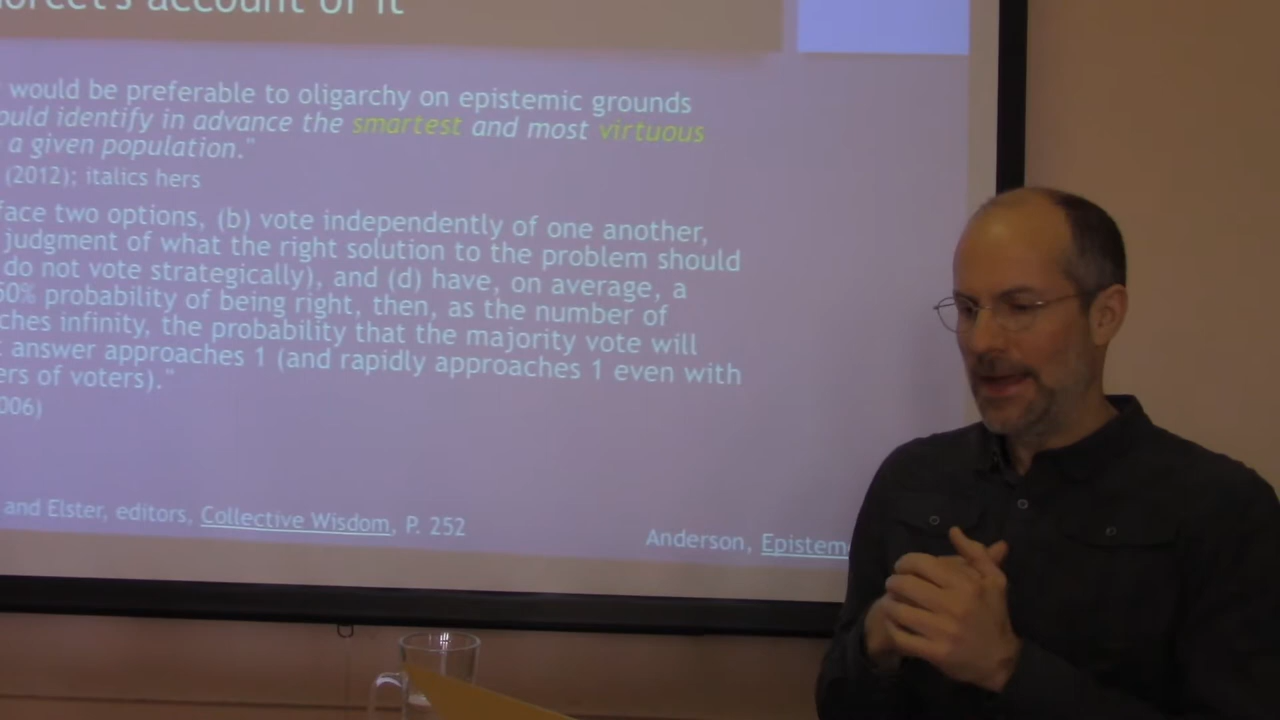 account of it
would be preferable to oligarchy on epistemic grounds
ould identify in advance the smartest and most virtuous
a given population."
(2012); italics hers
face two options, (b) vote independently of one another,
judgment of what the right solution to the problem should
do not vote strategically), and (d) have, on average, a
50% probability of being right, then, as the number of
ches infinity, the probability that the majority vote will
answer approaches 1 (and rapidly approaches 1 even with
ers of voters)."
006)
and Elster, editors, Collective Wisdom, P. 252
Anderson, Epistem